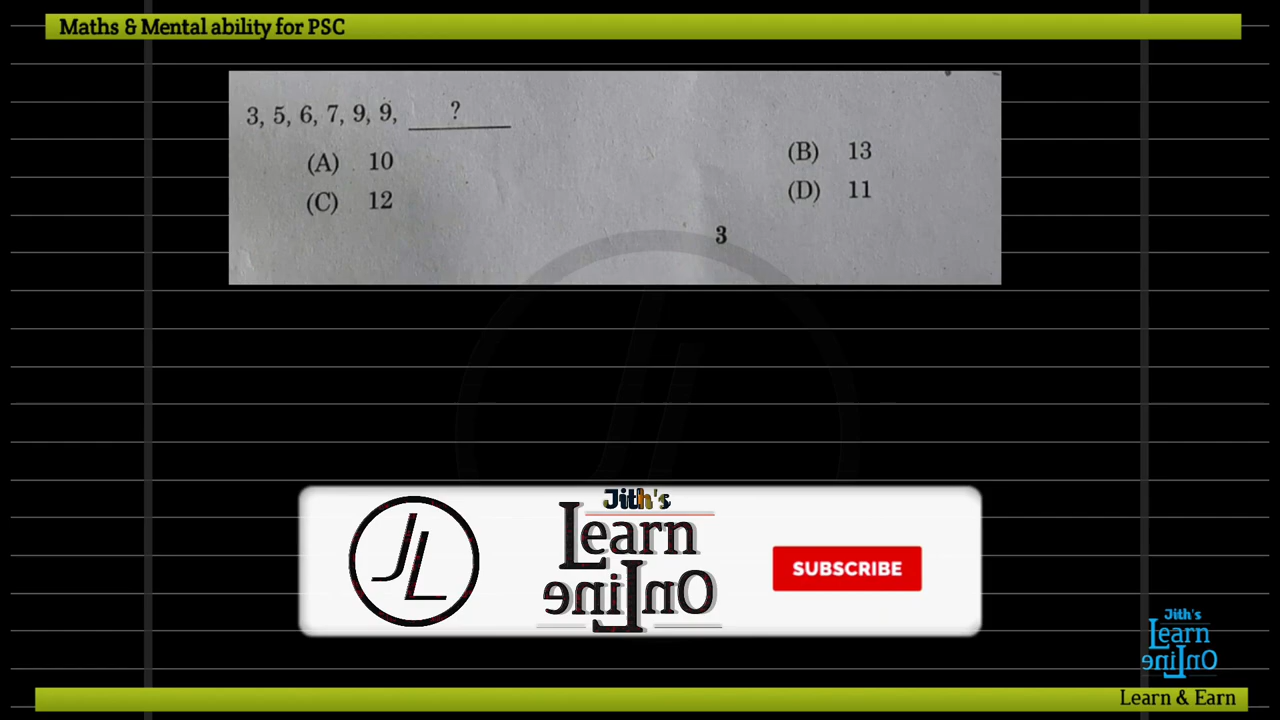 Maths & Mental ability for PSC
3, 5, 6, 7, 9, 9, ?
(A) 10 (B) 13
(C) 12 (D) 11
3
JL
Jith's
Learn
OnLine
SUBSCRIBE
Jith's
Learn
OnLine
Learn & Earn